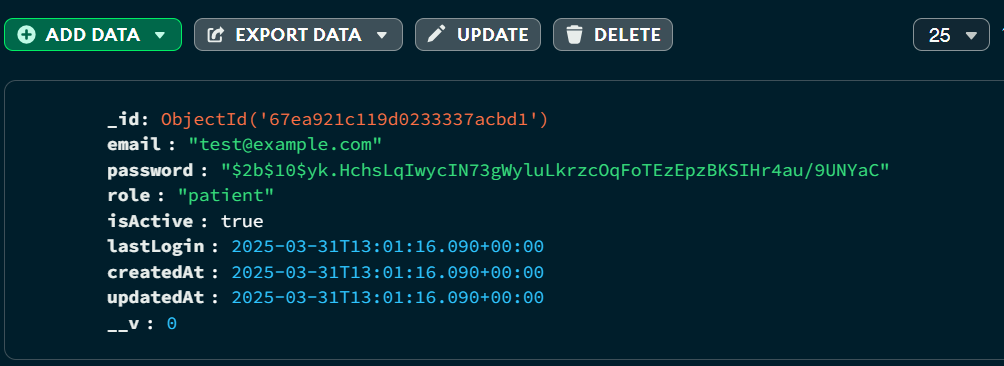 ADD DATA EXPORT DATA UPDATE DELETE 25
_id: ObjectId('67ea921c119d0233337acbd1')
email : "test@example.com"
password : "$2b$10$yk.HchsLqIwycIN73gWyluLkrzcOqFoTEzEpzBKSIHr4au/9UNYaC"
role : "patient"
isActive : true
lastLogin : 2025-03-31T13:01:16.090+00:00
createdAt : 2025-03-31T13:01:16.090+00:00
updatedAt : 2025-03-31T13:01:16.090+00:00
__v : 0